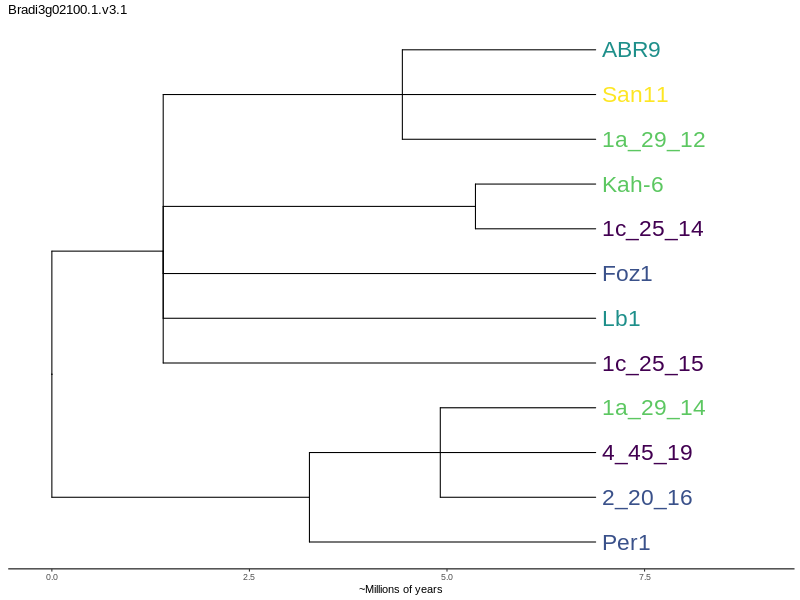 Bradi3g02100.1.v3.1
ABR9
San11
1a_29_12
Kah-6
1c_25_14
Foz1
Lb1
1c_25_15
1a_29_14
4_45_19
2_20_16
Per1
0.0 2.5 5.0 7.5
~Millions of years